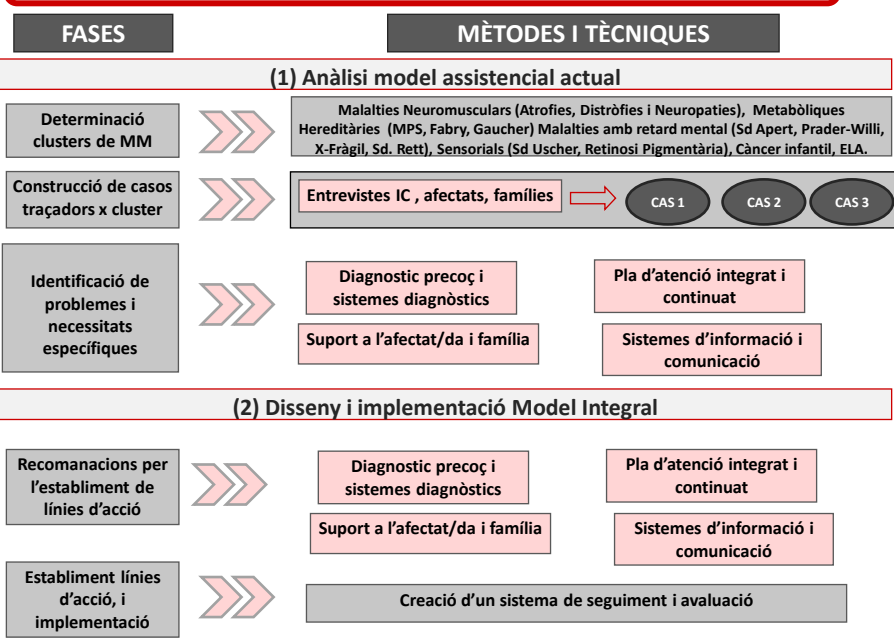 FASES
MÈTODES I TÈCNIQUES
(1) Anàlisi model assistencial actual
Determinació
clusters de MM
Malalties Neuromusculars (Atrofies, Distròfies i Neuropaties), Metabòliques
Hereditàries (MPS, Fabry, Gaucher) Malalties amb retard mental (Sd Apert, Prader-Willi,
X-Fràgil, Sd. Rett), Sensorials (Sd Uscher, Retinosi Pigmentària), Càncer infantil, ELA.
Construcció de casos
traçadors x cluster
Entrevistes IC , afectats, famílies
CAS 1
CAS 2
CAS 3
Identificació de
problemes i
necessitats
específiques
Diagnostic precoç i
sistemes diagnòstics
Pla d'atenció integrat i
continuat
Suport a l'afectat/da i família
Sistemes d'informació i
comunicació
(2) Disseny i implementació Model Integral
Recomanacions per
l'establiment de
línies d'acció
Diagnostic precoç i
sistemes diagnòstics
Pla d'atenció integrat i
continuat
Suport a l'afectat/da i família
Sistemes d'informació i
comunicació
Establiment línies
d'acció, i
implementació
Creació d'un sistema de seguiment i avaluació